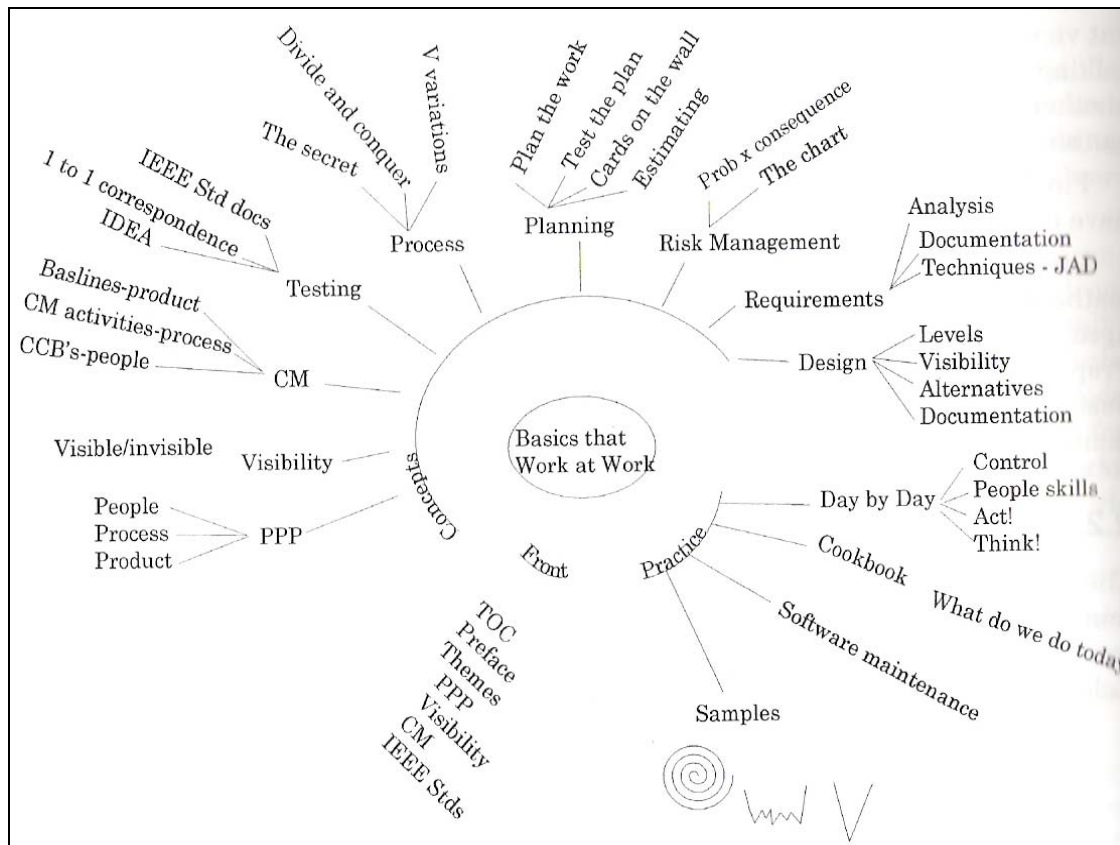 Basics that
Work at Work
Concepts
PPP
People
Process
Product
Visibility
Visible/invisible
CM
Baslines-product
CM activities-process
CCB's-people
Testing
IEEE Std docs
1 to 1 correspondence
IDEA
Process
The secret
Divide and conquer
V variations
Planning
Plan the work
Test the plan
Cards on the wall
Estimating
Risk Management
Prob x consequence
The chart
Requirements
Analysis
Documentation
Techniques - JAD
Design
Levels
Visibility
Alternatives
Documentation
Practice
Day by Day
Control
People skills
Act!
Think!
Cookbook
What do we do today
Software maintenance
Samples
Front
TOC
Preface
Themes
PPP
Visibility
CM
IEEE Stds